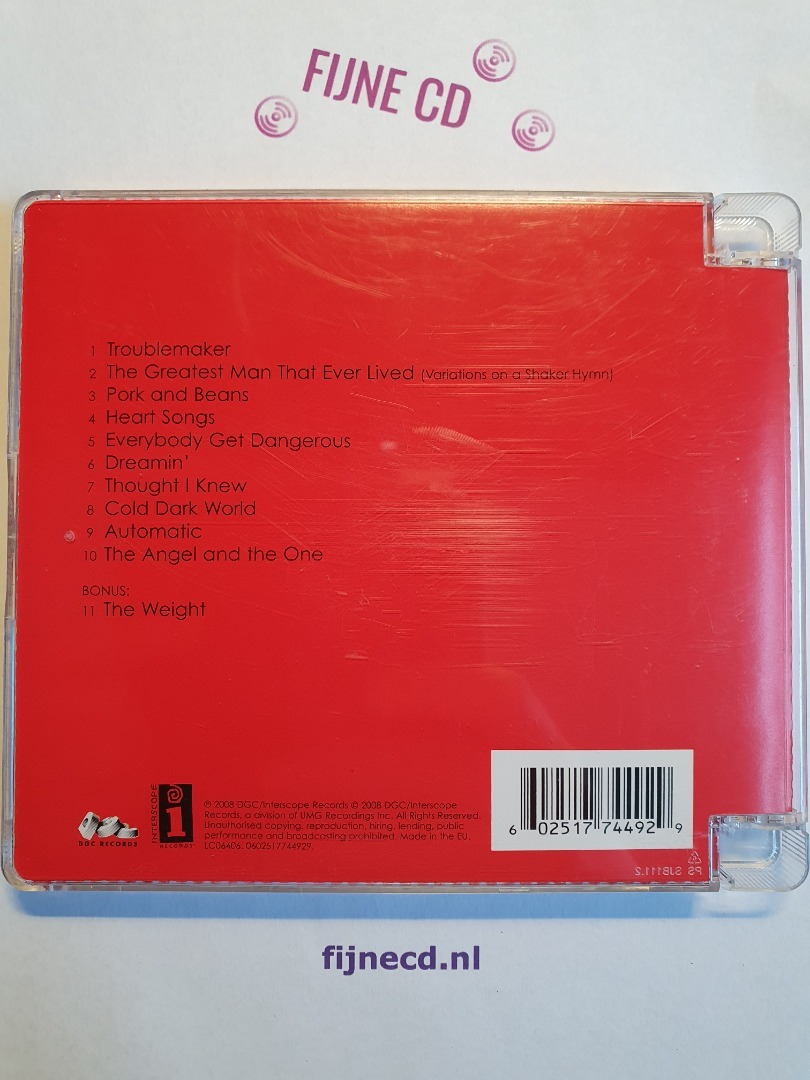 FIJNE CD
1 Troublemaker
2 The Greatest Man That Ever Lived (Variations on a Shaker Hymn)
3 Pork and Beans
4 Heart Songs
5 Everybody Get Dangerous
6 Dreamin'
7 Thought I Knew
8 Cold Dark World
9 Automatic
10 The Angel and the One
BONUS:
11 The Weight
DGC RECORDS
INTERSCOPE
i
RECORDS
℗ 2008 DGC/Interscope Records © 2008 DGC/Interscope
Records, a division of UMG Recordings Inc. All Rights Reserved.
Unauthorised copying, reproduction, hiring, lending, public
performance and broadcasting prohibited. Made in the EU.
LC06406. 0602517744929.
6 02517 74492 9
PS SJB111.2
fijnecd.nl